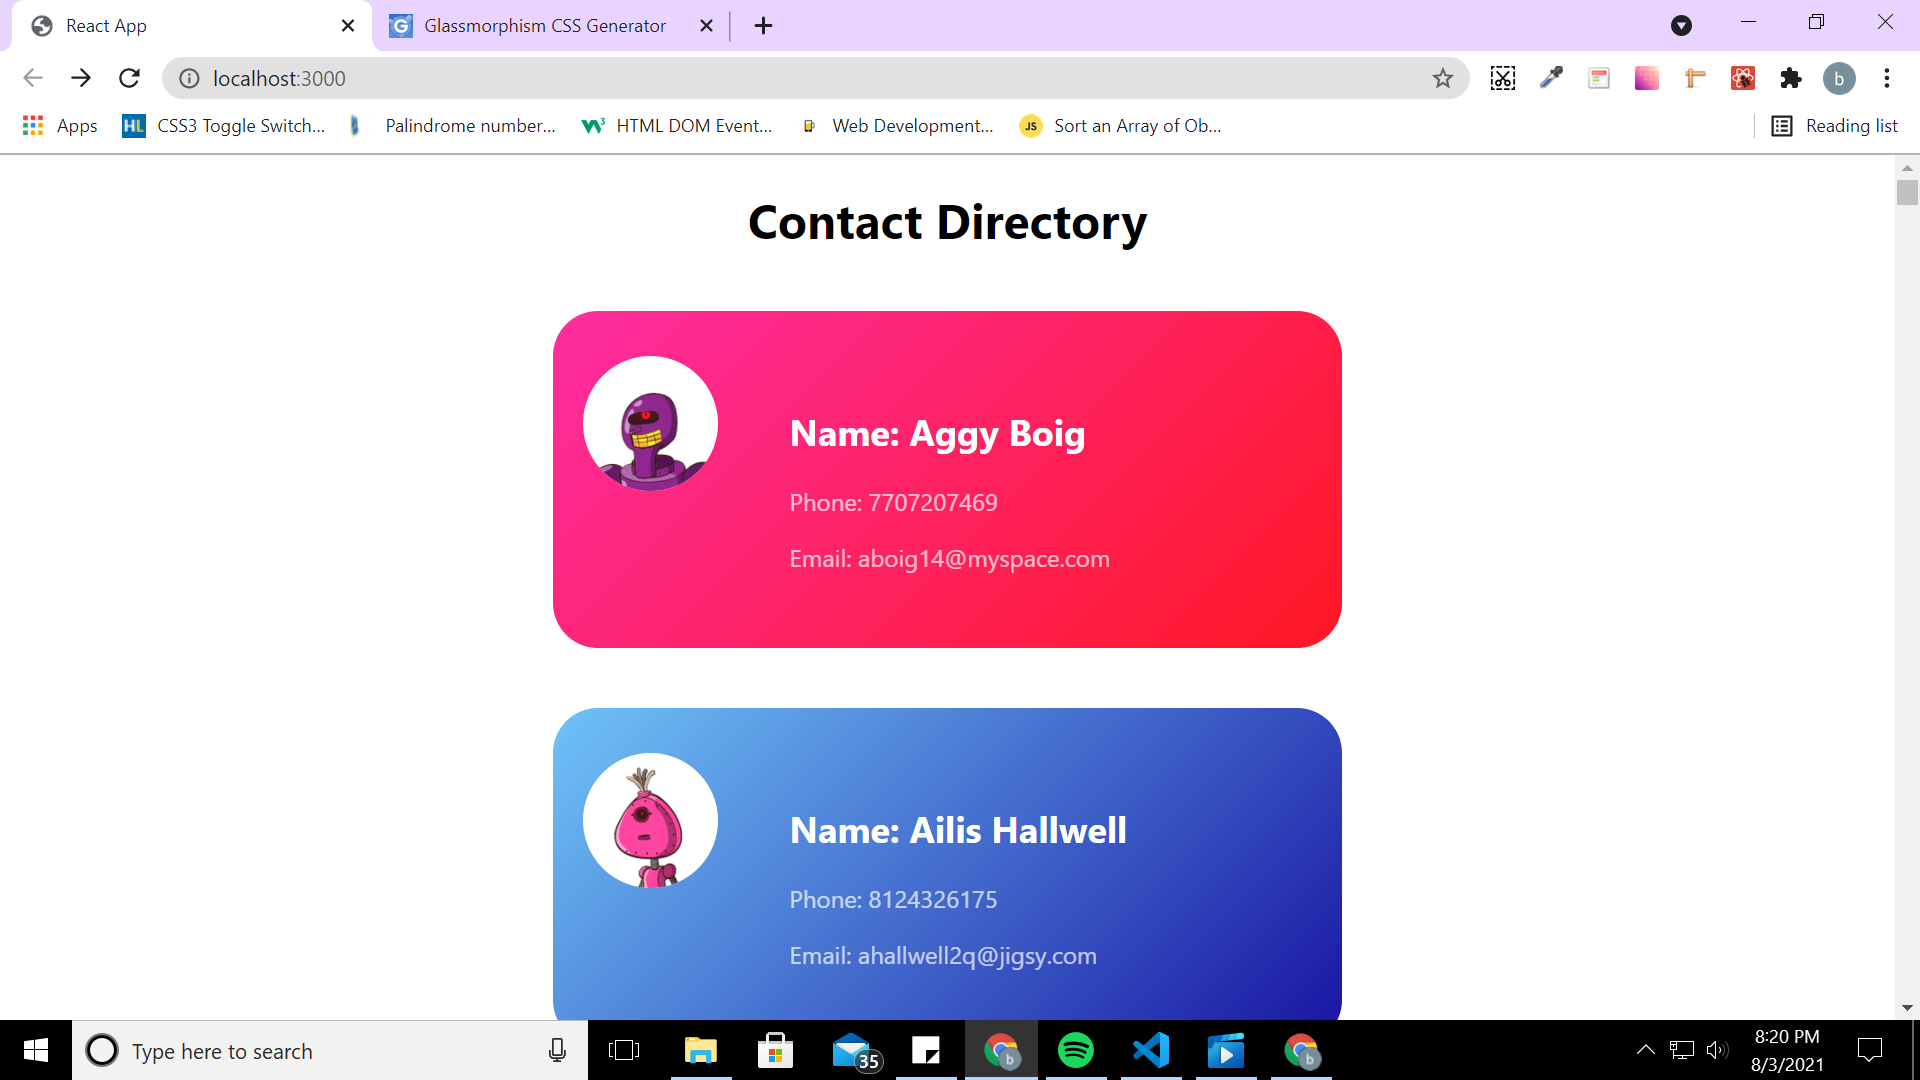 React App
Glassmorphism CSS Generator
localhost:3000
b
Apps
HL CSS3 Toggle Switch...
Palindrome number...
HTML DOM Event...
Web Development...
JS Sort an Array of Ob...
Reading list
Contact Directory
Name: Aggy Boig
Phone: 7707207469
Email: aboig14@myspace.com
Name: Ailis Hallwell
Phone: 8124326175
Email: ahallwell2q@jigsy.com
Type here to search
35
b
b
8:20 PM
8/3/2021